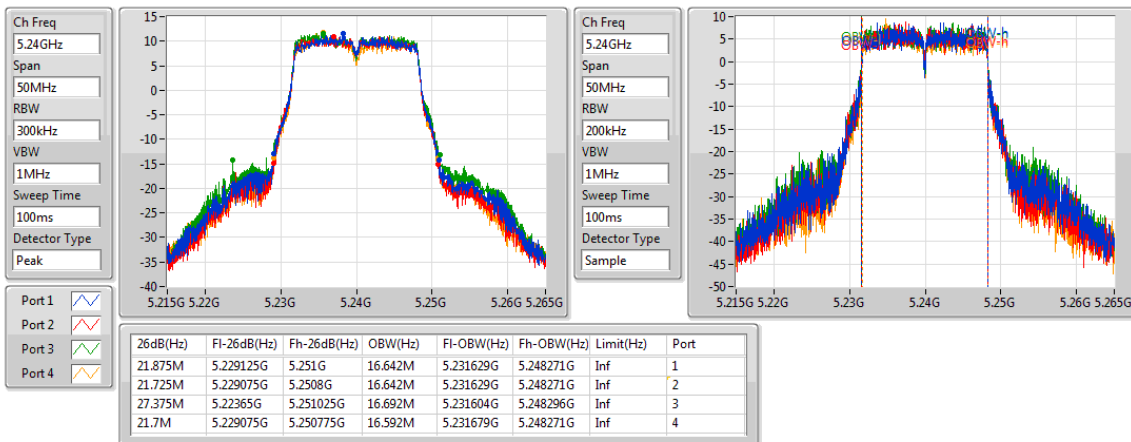 Ch Freq
5.24GHz
Span
50MHz
RBW
300kHz
VBW
1MHz
Sweep Time
100ms
Detector Type
Peak
15
10
5
0
-5
-10
-15
-20
-25
-30
-35
5.215G 5.22G 5.23G 5.24G 5.25G 5.26G 5.265G
Ch Freq
5.24GHz
Span
50MHz
RBW
200kHz
VBW
1MHz
Sweep Time
100ms
Detector Type
Sample
10
5
0
-5
-10
-15
-20
-25
-30
-35
-40
-45
-50
5.215G 5.22G 5.23G 5.24G 5.25G 5.26G 5.265G
Port 1
Port 2
Port 3
Port 4
26dB(Hz) Fl-26dB(Hz) Fh-26dB(Hz) OBW(Hz) Fl-OBW(Hz) Fh-OBW(Hz) Limit(Hz) Port
21.875M 5.229125G 5.251G 16.642M 5.231629G 5.248271G Inf 1
21.725M 5.229075G 5.2508G 16.642M 5.231629G 5.248271G Inf 2
27.375M 5.22365G 5.251025G 16.692M 5.231604G 5.248296G Inf 3
21.7M 5.229075G 5.250775G 16.592M 5.231679G 5.248271G Inf 4